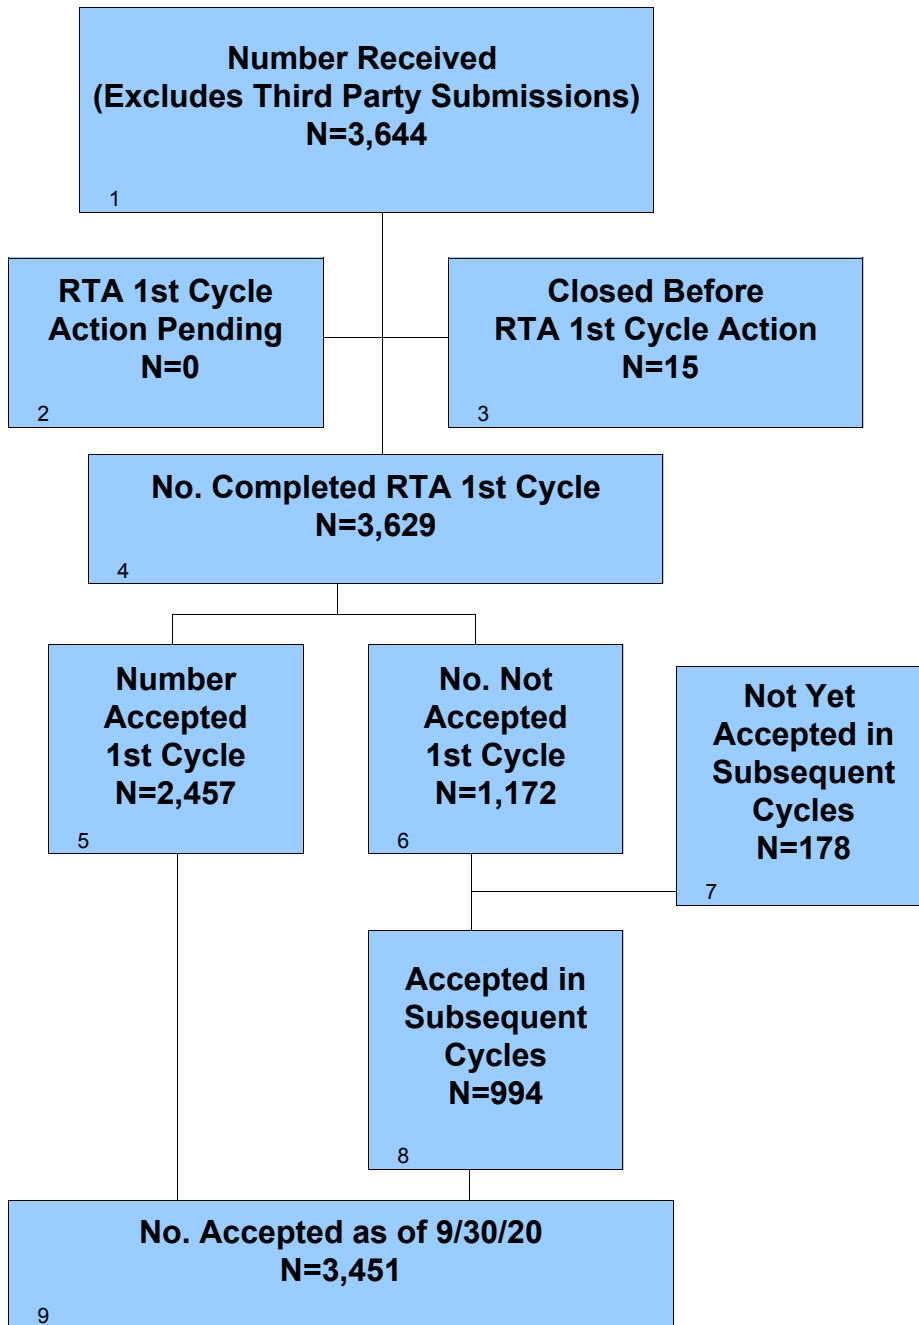 Number Received
(Excludes Third Party Submissions)
N=3,644
1
RTA 1st Cycle
Action Pending
N=0
2
Closed Before
RTA 1st Cycle Action
N=15
3
No. Completed RTA 1st Cycle
N=3,629
4
Number
Accepted
1st Cycle
N=2,457
5
No. Not
Accepted
1st Cycle
N=1,172
6
Not Yet
Accepted in
Subsequent
Cycles
N=178
7
Accepted in
Subsequent
Cycles
N=994
8
No. Accepted as of 9/30/20
N=3,451
9